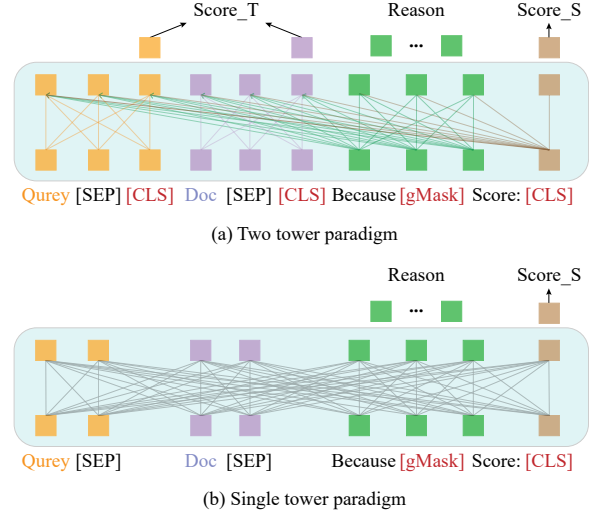 Score_T Reason Score_S
...
Qurey [SEP] [CLS] Doc [SEP] [CLS] Because [gMask] Score: [CLS]
(a) Two tower paradigm
Reason Score_S
...
Qurey [SEP] Doc [SEP] Because [gMask] Score: [CLS]
(b) Single tower paradigm